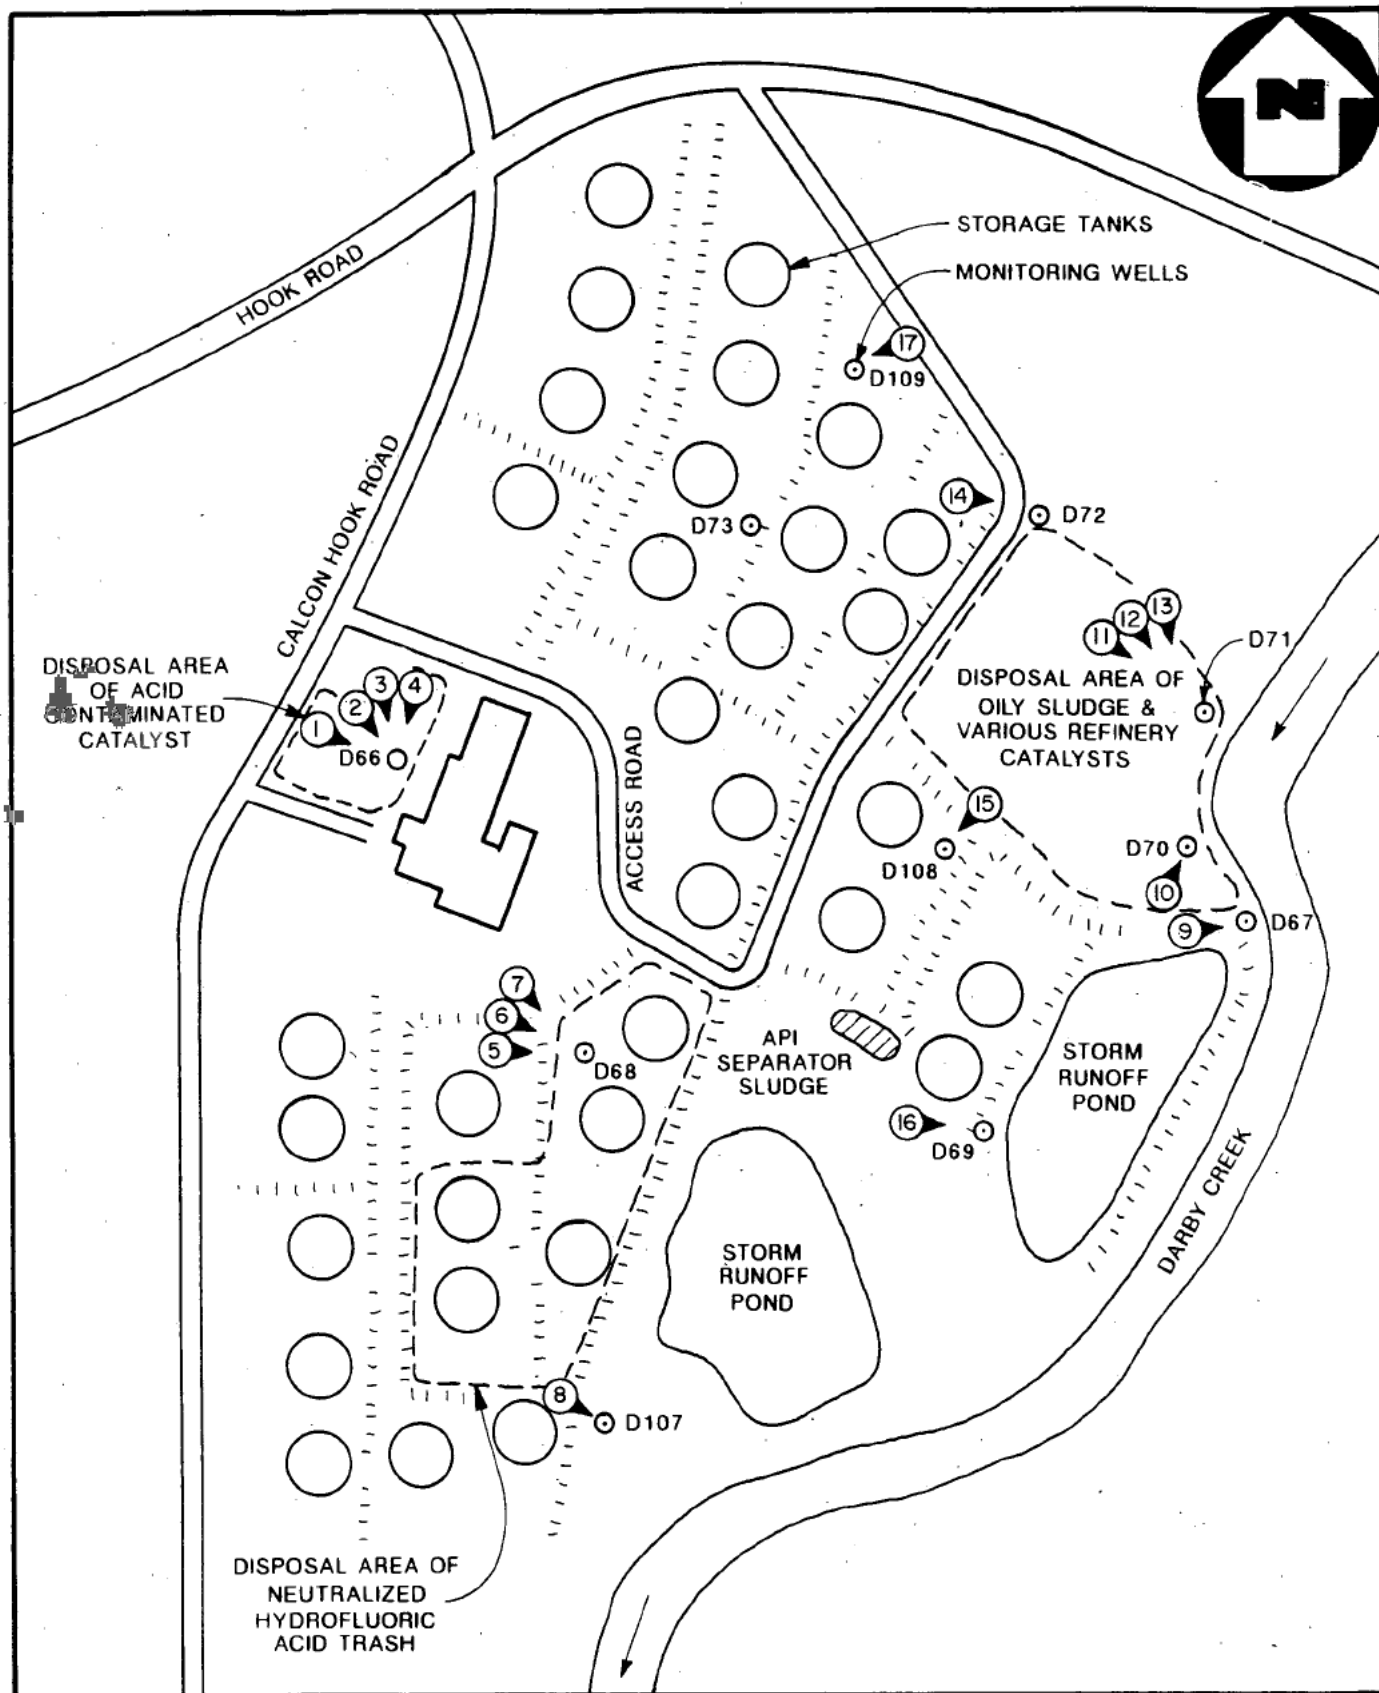 N
STORAGE TANKS
MONITORING WELLS
HOOK ROAD
17
D109
CALCON HOOK ROAD
14
D72
D73
13
12
11
D71
DISPOSAL AREA
OF ACID
CONTAMINATED
CATALYST
DISPOSAL AREA OF
OILY SLUDGE &
VARIOUS REFINERY
CATALYSTS
1
2
3
4
D66
ACCESS ROAD
15
D108
D70
10
9
D67
7
6
5
D68
API
SEPARATOR
SLUDGE
STORM
RUNOFF
POND
16
D69
DARBY CREEK
STORM
RUNOFF
POND
8
D107
DISPOSAL AREA OF
NEUTRALIZED
HYDROFLUORIC
ACID TRASH